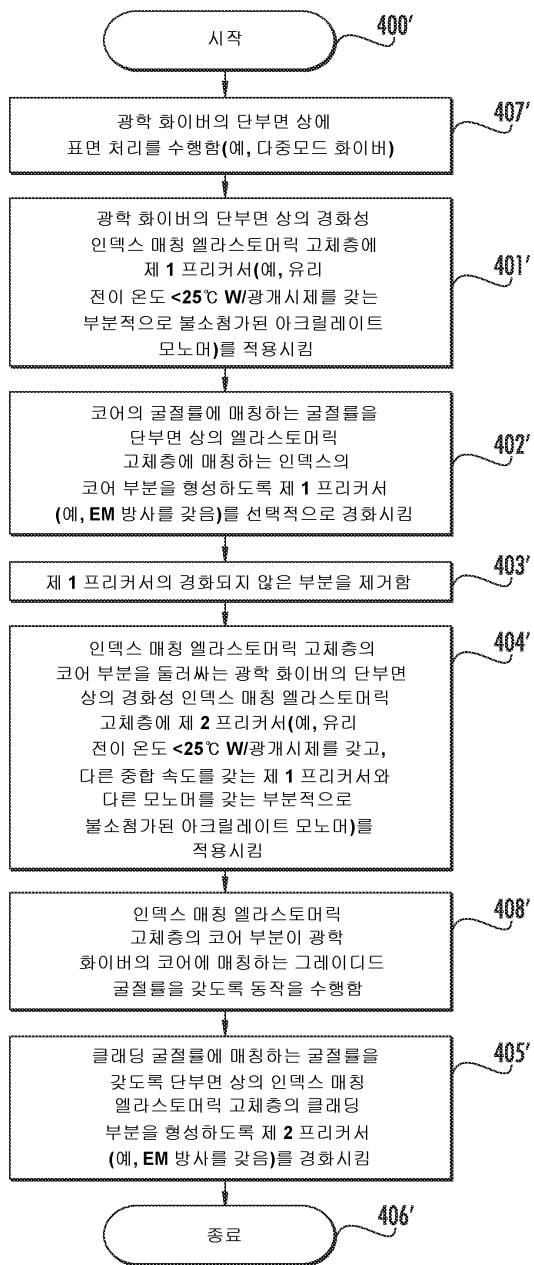 시작
400'
광학 화이버의 단부면 상에
표면 처리를 수행함(예, 다중모드 화이버)
407'
광학 화이버의 단부면 상의 경화성
인덱스 매칭 엘라스토머릭 고체층에
제 1 프리커서(예, 유리
전이 온도 <25℃ W/광개시제를 갖는
부분적으로 불소첨가된 아크릴레이트
모노머)를 적용시킴
401'
코어의 굴절률에 매칭하는 굴절률을
단부면 상의 엘라스토머릭
고체층에 매칭하는 인덱스의
코어 부분을 형성하도록 제 1 프리커서
(예, EM 방사를 갖음)를 선택적으로 경화시킴
402'
제 1 프리커서의 경화되지 않은 부분을 제거함
403'
인덱스 매칭 엘라스토머릭 고체층의
코어 부분을 둘러싸는 광학 화이버의 단부면
상의 경화성 인덱스 매칭 엘라스토머릭
고체층에 제 2 프리커서(예, 유리
전이 온도 <25℃ W/광개시제를 갖고,
다른 중합 속도를 갖는 제 1 프리커서와
다른 모노머를 갖는 부분적으로
불소첨가된 아크릴레이트 모노머)를
적용시킴
404'
인덱스 매칭 엘라스토머릭
고체층의 코어 부분이 광학
화이버의 코어에 매칭하는 그레이디드
굴절률을 갖도록 동작을 수행함
408'
클래딩 굴절률에 매칭하는 굴절률을
갖도록 단부면 상의 인덱스 매칭
엘라스토머릭 고체층의 클래딩
부분을 형성하도록 제 2 프리커서
(예, EM 방사를 갖음)를 경화시킴
405'
종료
406'